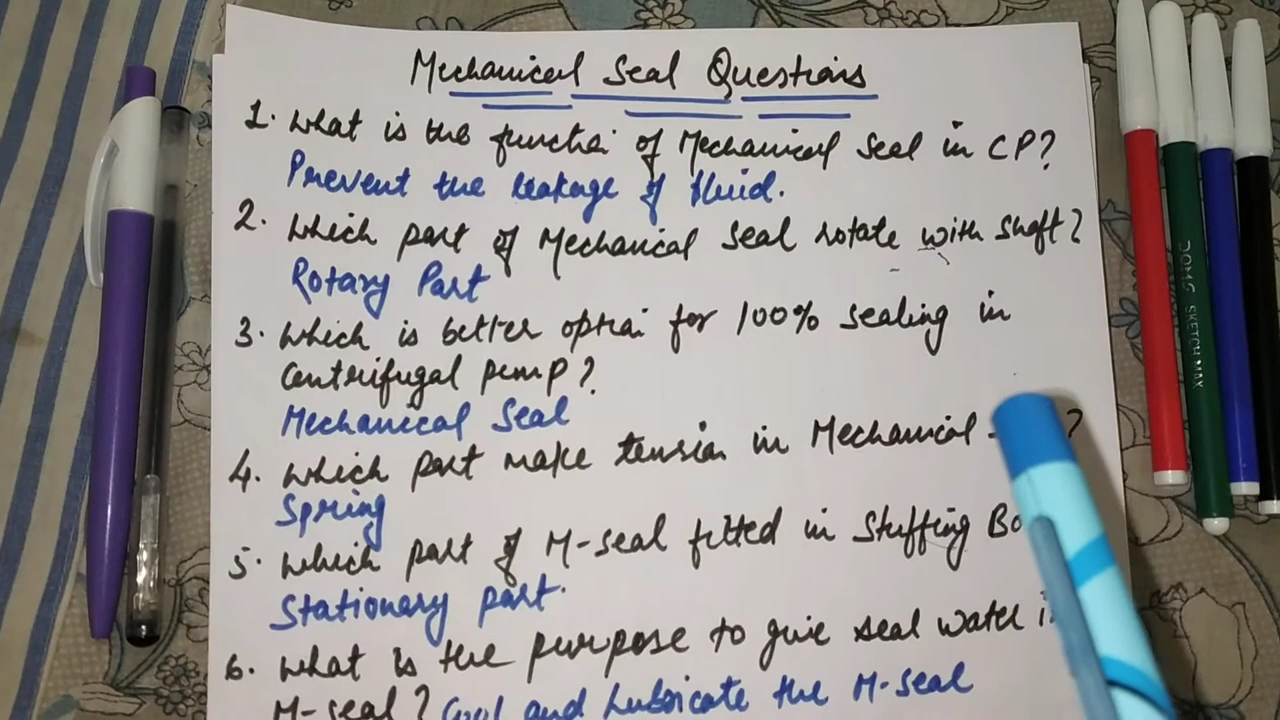 Mechanical Seal Questions
1. What is the function of Mechanical Seal in CP?
Prevent the leakage of fluid.
2. Which part of Mechanical Seal rotate with shaft?
Rotary Part
3. Which is better option for 100% sealing in
Centrifugal pump?
Mechanical Seal
4. Which part make tension in Mechanical ?
Spring
5. Which part of M-seal fitted in Stuffing
Stationary part.
6. What is the purpose to give seal water
M-seal? Cool and Lubricate the M-seal
DOMS SKETCH MAX